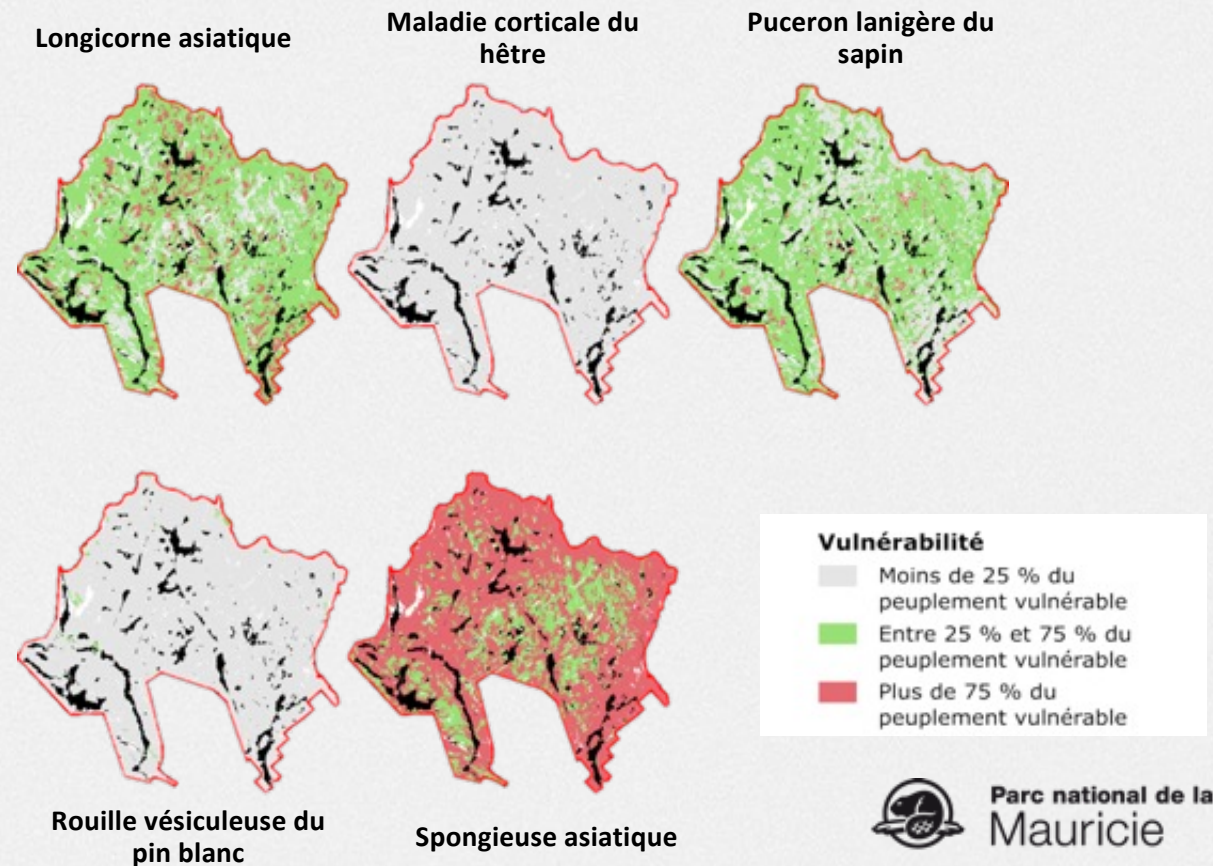 Longicorne asiatique
Maladie corticale du
hêtre
Puceron lanigère du
sapin
Rouille vésiculeuse du
pin blanc
Spongieuse asiatique
Vulnérabilité
Moins de 25 % du
peuplement vulnérable
Entre 25 % et 75 % du
peuplement vulnérable
Plus de 75 % du
peuplement vulnérable
Parc national de la
Mauricie